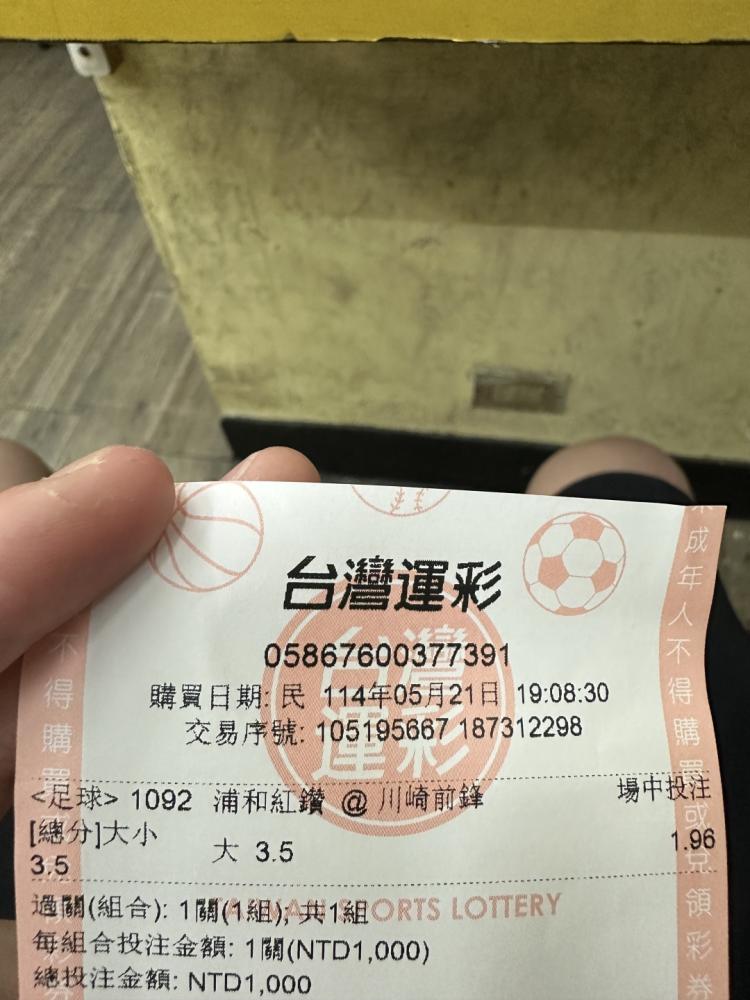 台灣運彩
05867600377391
購買日期: 民 114年05月21日 19:08:30
交易序號: 105195667 187312298
<足球> 1092 浦和紅鑽 @ 川崎前鋒 場中投注
[總分]大小 大 3.5 1.96
3.5
過關(組合): 1關(1組), 共1組
每組合投注金額: 1關(NTD1,000)
總投注金額: NTD1,000
台灣運彩
SPORTS LOTTERY
不得購買
成年人不得購買或兌領彩券